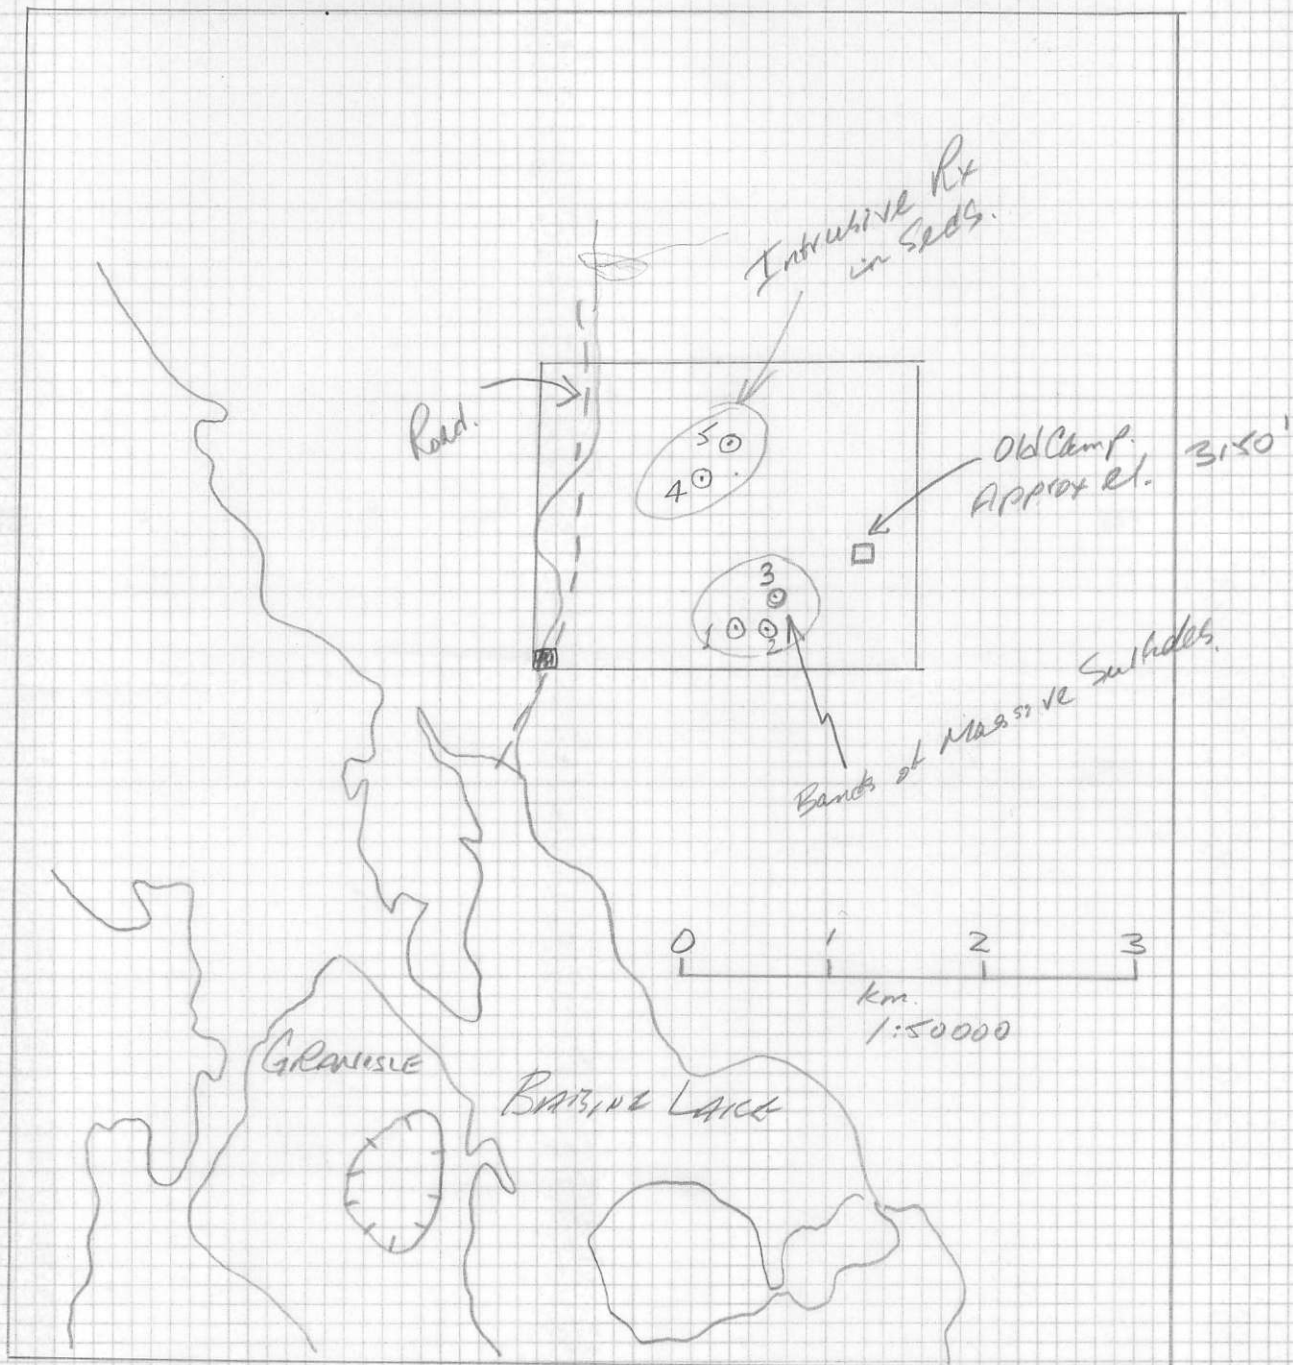 Intrusive Rx
in Seds.
Road.
5
4
Old Camp.
Approx el. 3150'
3
1
2
Bands of Massive Sulfides.
0 1 2 3
km.
1:50000
GRANISLE
BABINE LAKE